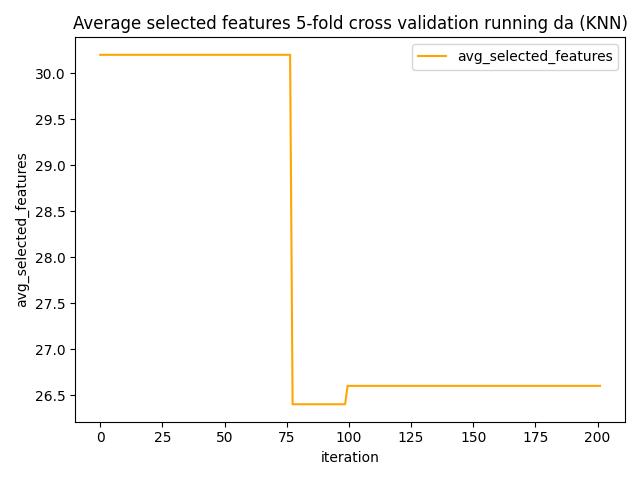 Average selected features 5-fold cross validation running da (KNN)
avg_selected_features
30.0
29.5
29.0
28.5
28.0
27.5
27.0
26.5
avg_selected_features
0 25 50 75 100 125 150 175 200
iteration